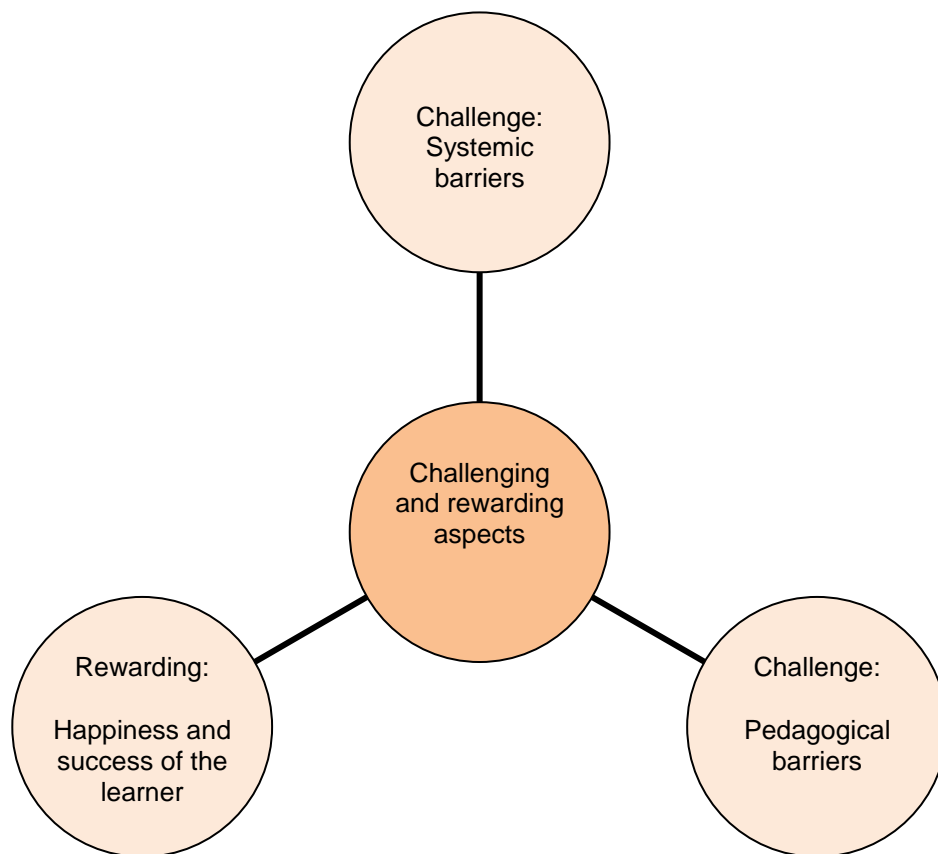 Challenge:
Systemic
barriers
Challenging
and rewarding
aspects
Rewarding:
Happiness and
success of the
learner
Challenge:
Pedagogical
barriers